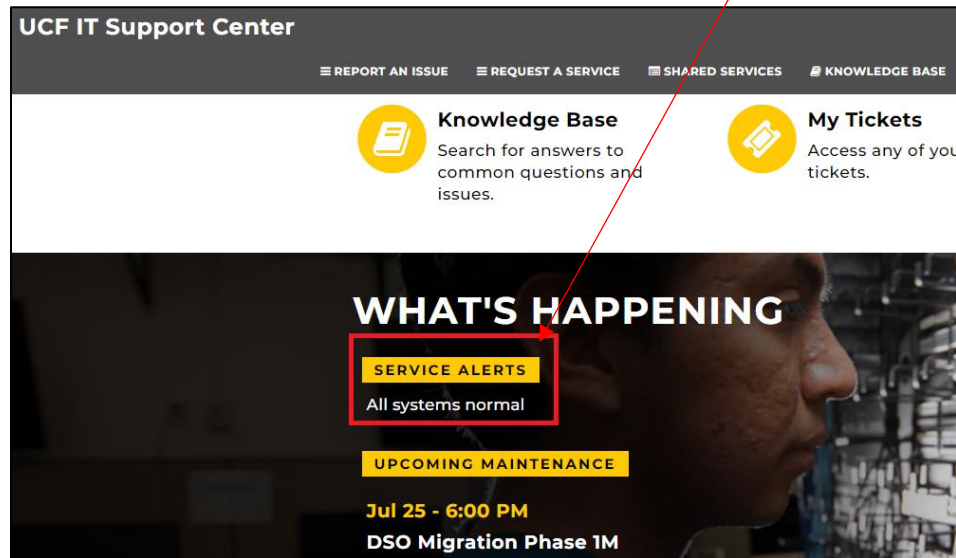 UCF IT Support Center
REPORT AN ISSUE REQUEST A SERVICE SHARED SERVICES KNOWLEDGE BASE
Knowledge Base
Search for answers to
common questions and
issues.
My Tickets
Access any of you
tickets.
WHAT'S HAPPENING
SERVICE ALERTS
All systems normal
UPCOMING MAINTENANCE
Jul 25 - 6:00 PM
DSO Migration Phase 1M